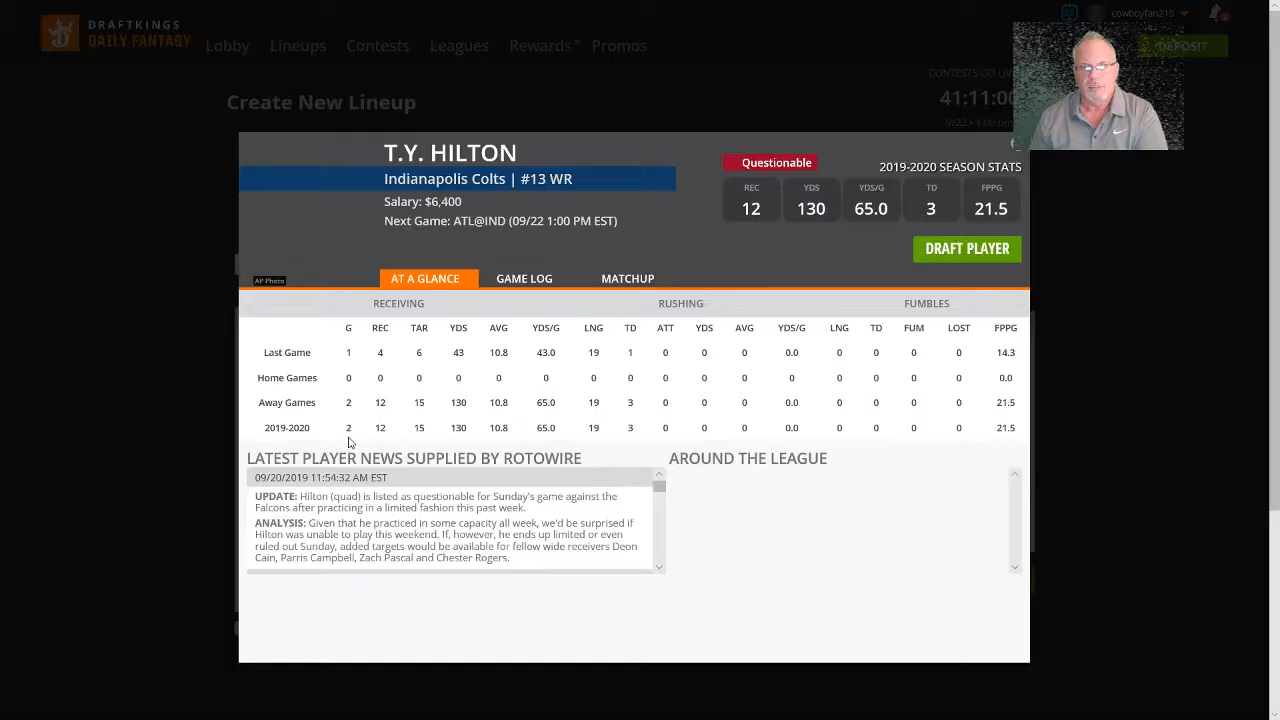 DRAFTKINGS
DAILY FANTASY
Lobby Lineups Contests Leagues Rewards Promos
cowboyfan215
DEPOSIT
CONTESTS GO LIVE
Create New Lineup
41:11:00
9/22 • 1:00 pm
T.Y. HILTON
Indianapolis Colts | #13 WR
Salary: $6,400
Next Game: ATL@IND (09/22 1:00 PM EST)
Questionable
2019-2020 SEASON STATS
REC YDS YDS/G TD FPPG
12 130 65.0 3 21.5
DRAFT PLAYER
AP Photo
AT A GLANCE GAME LOG MATCHUP
RECEIVING RUSHING FUMBLES
G REC TAR YDS AVG YDS/G LNG TD ATT YDS AVG YDS/G LNG TD FUM LOST FPPG
Last Game 1 4 6 43 10.8 43.0 19 1 0 0 0 0.0 0 0 0 0 14.3
Home Games 0 0 0 0 0 0 0 0 0 0 0 0 0 0 0 0 0.0
Away Games 2 12 15 130 10.8 65.0 19 3 0 0 0 0.0 0 0 0 0 21.5
2019-2020 2 12 15 130 10.8 65.0 19 3 0 0 0 0.0 0 0 0 0 21.5
LATEST PLAYER NEWS SUPPLIED BY ROTOWIRE
AROUND THE LEAGUE
09/20/2019 11:54:32 AM EST
UPDATE: Hilton (quad) is listed as questionable for Sunday's game against the
Falcons after practicing in a limited fashion this past week.
ANALYSIS: Given that he practiced in some capacity all week, we'd be surprised if
Hilton was unable to play this weekend. If, however, he ends up limited or even
ruled out Sunday, added targets would be available for fellow wide receivers Deon
Cain, Parris Campbell, Zach Pascal and Chester Rogers.